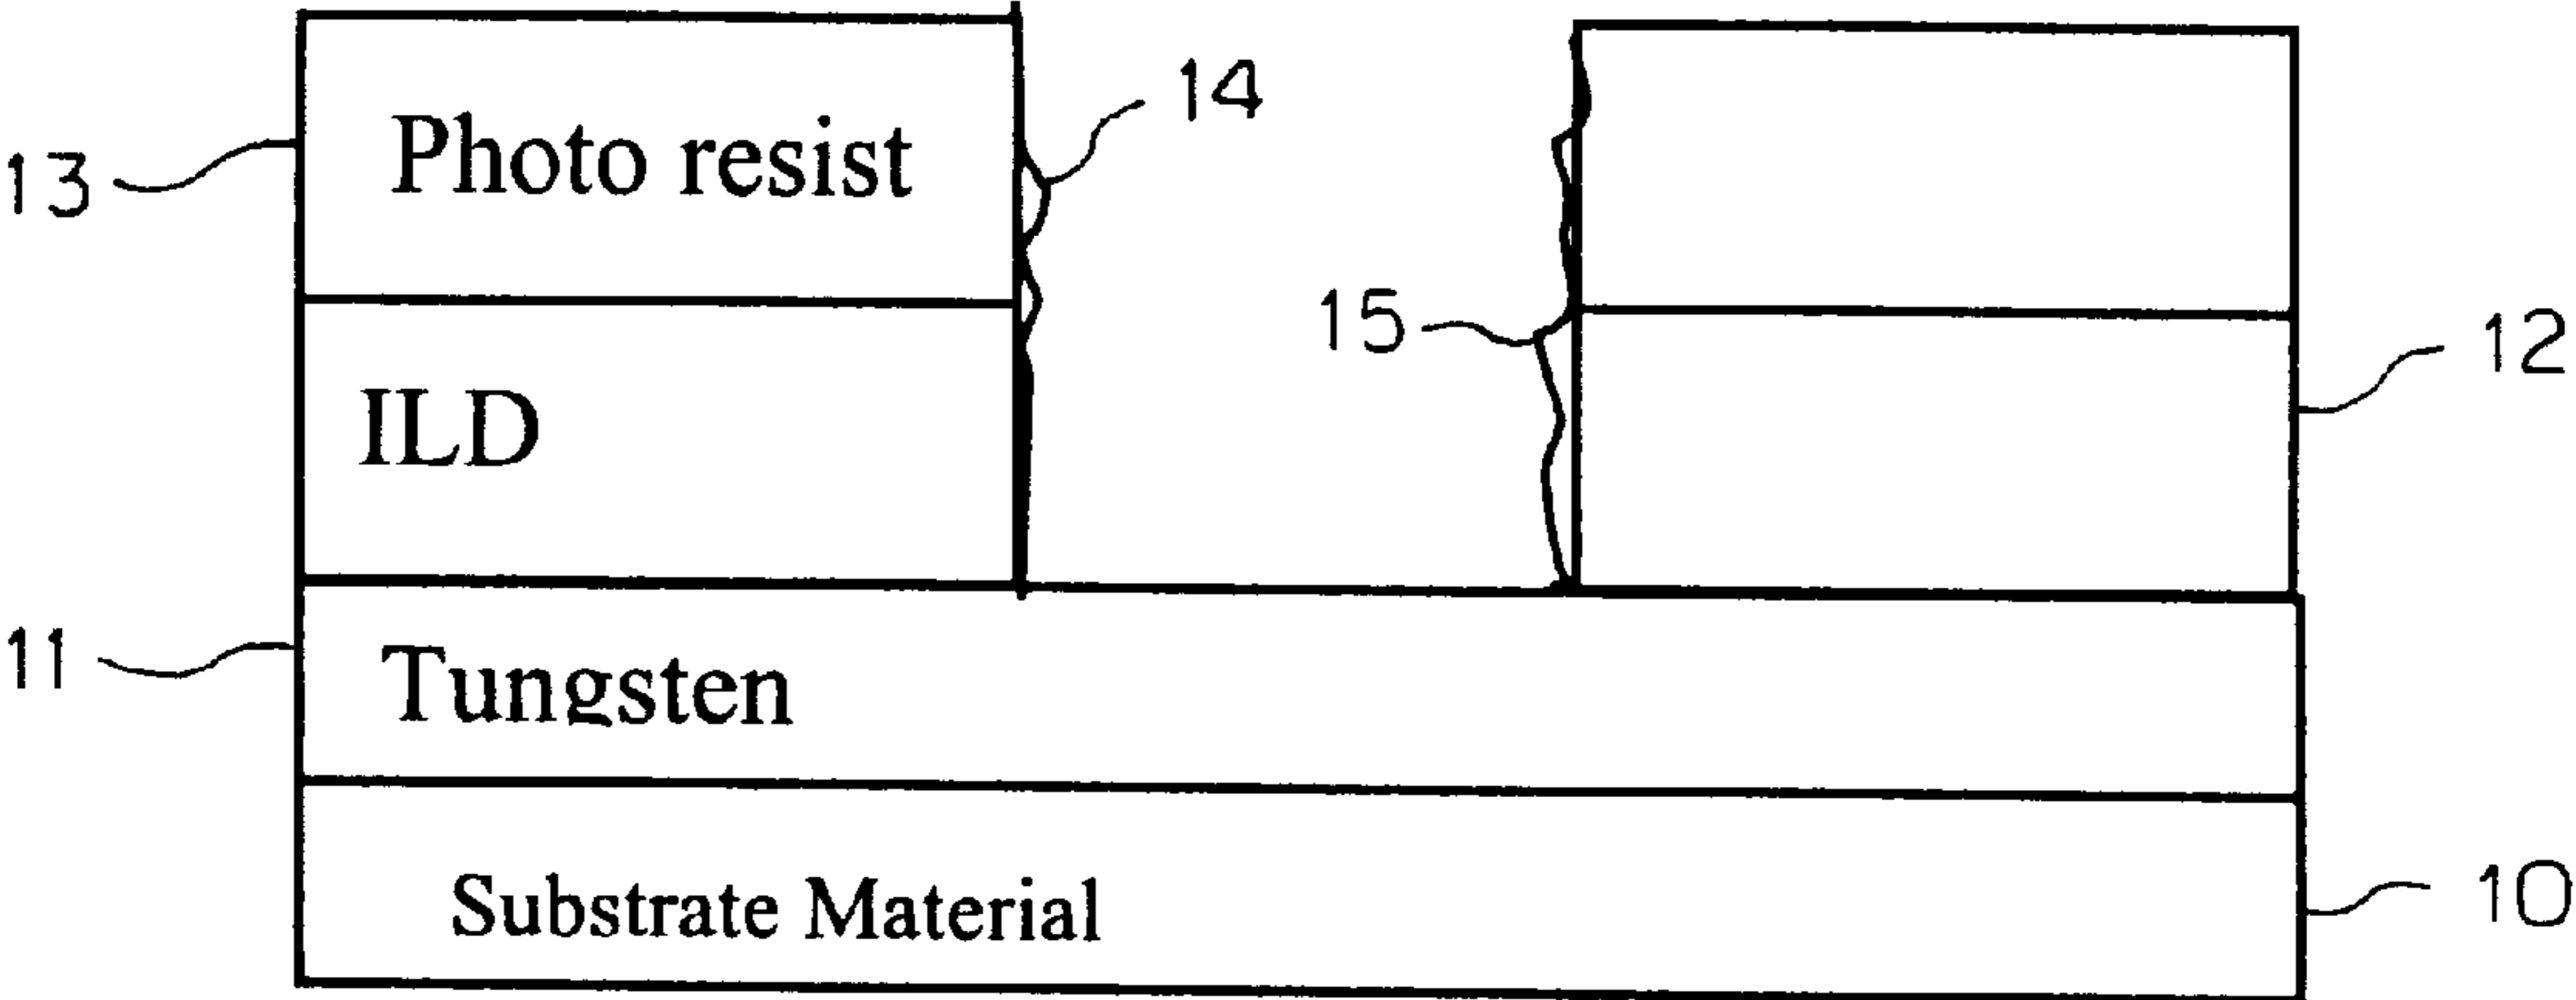 14
Photo resist
13
15
12
ILD
11
Tungsten
10
Substrate Material